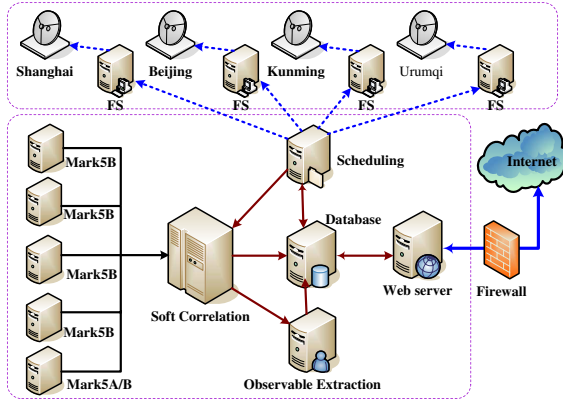 Shanghai
Beijing
Kunming
Urumqi
FS
FS
FS
FS
Mark5B
Scheduling
Internet
Mark5B
Database
Mark5B
Web server
Firewall
Soft Correlation
Mark5B
Mark5A/B
Observable Extraction